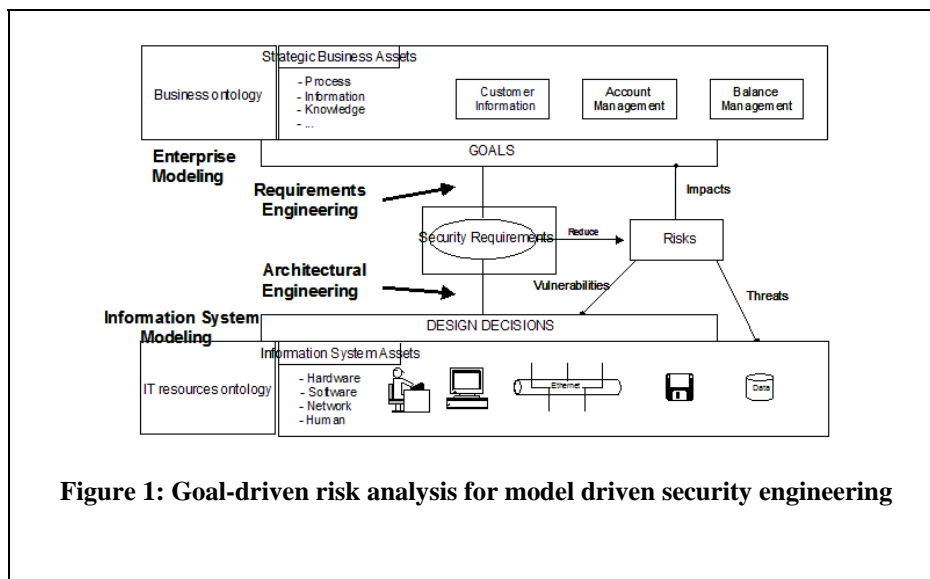 Strategic Business Assets
Business ontology
- Process
- Information
- Knowledge
- ...
Customer
Information
Account
Management
Balance
Management
GOALS
Enterprise
Modeling
Requirements
Engineering
Impacts
Security Requirements
Reduce
Risks
Architectural
Engineering
Vulnerabilities
Threats
Information System
Modeling
DESIGN DECISIONS
Information System Assets
IT resources ontology
- Hardware
- Software
- Network
- Human
Ethernet
Data
Figure 1: Goal-driven risk analysis for model driven security engineering